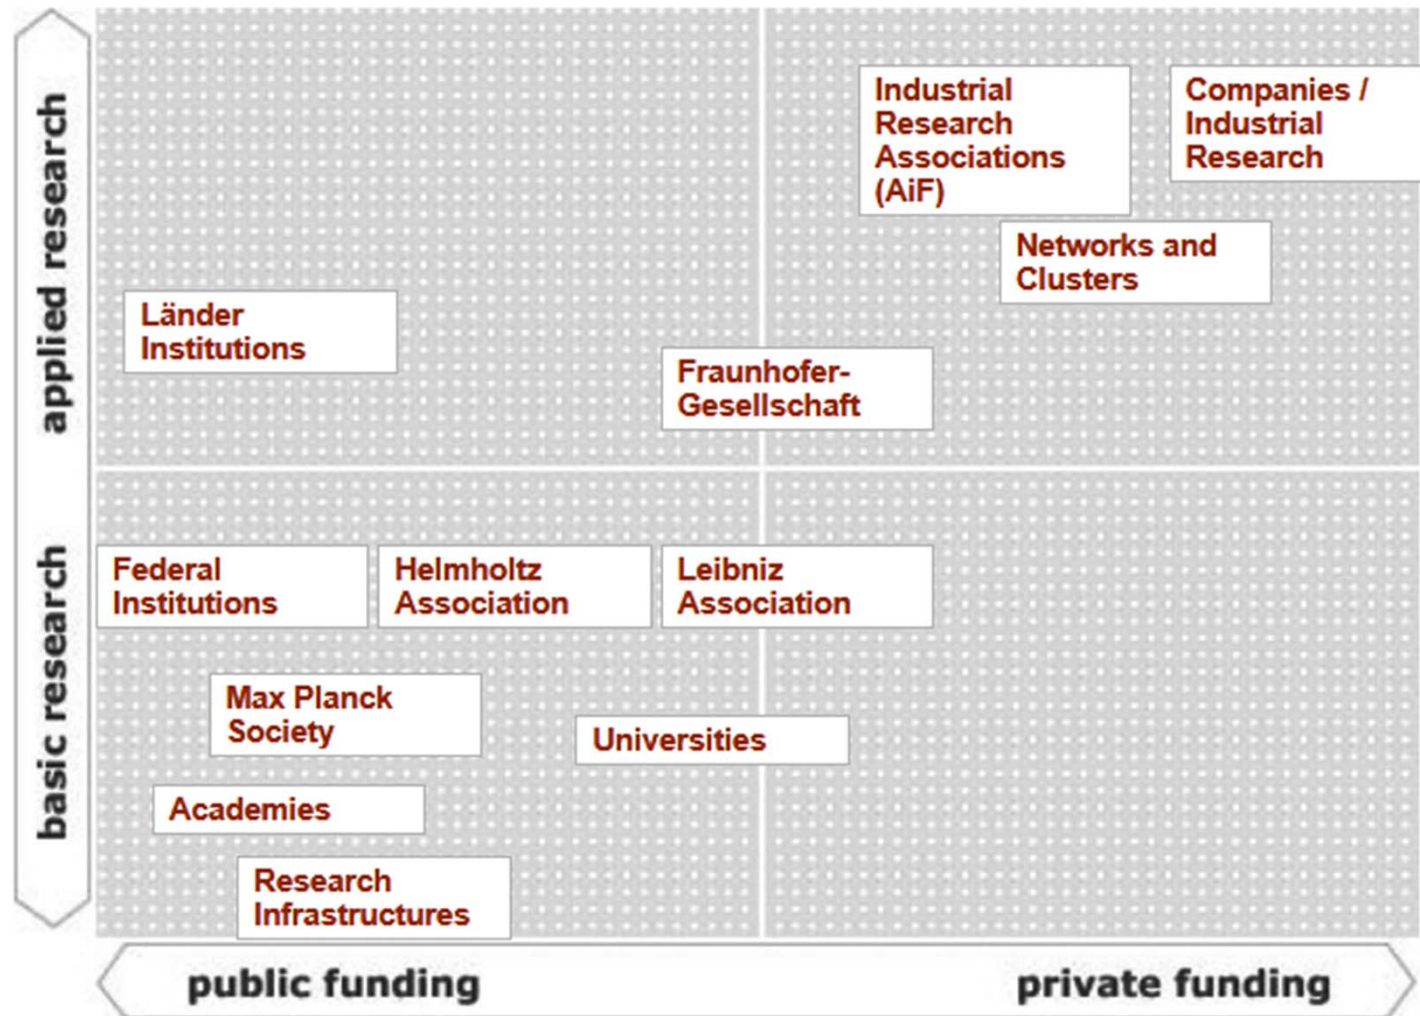 applied research
basic research
Industrial
Research
Associations
(AiF)
Companies /
Industrial
Research
Networks and
Clusters
Länder
Institutions
Fraunhofer-
Gesellschaft
Federal
Institutions
Helmholtz
Association
Leibniz
Association
Max Planck
Society
Universities
Academies
Research
Infrastructures
public funding
private funding